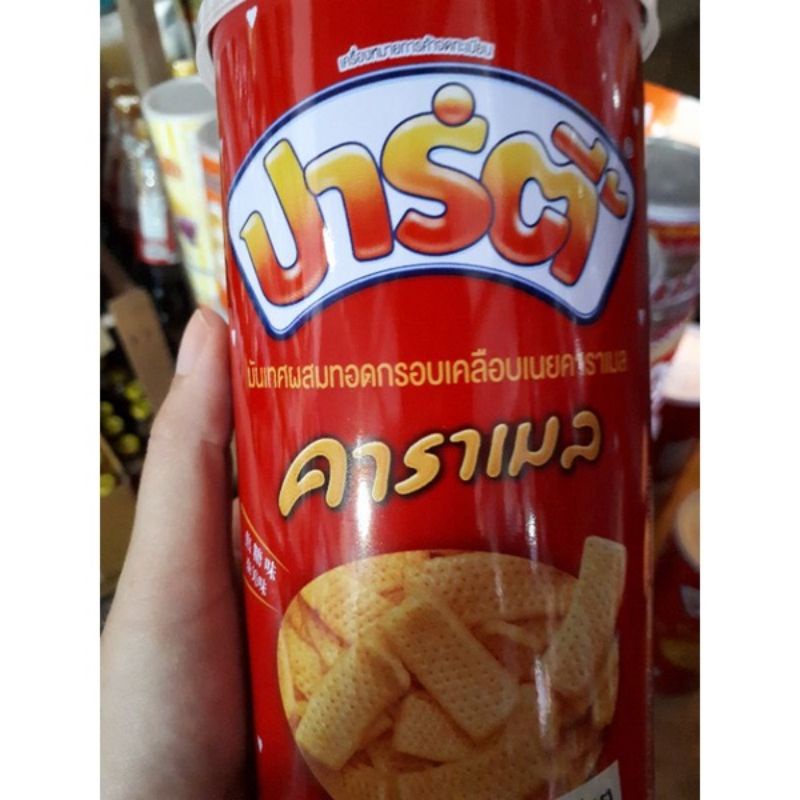 เครื่องหมายการค้าจดทะเบียน
ปาร์ตี้
มันเทศผสมทอดกรอบเคลือบเนยคาราเมล
คาราเมล
焦糖味